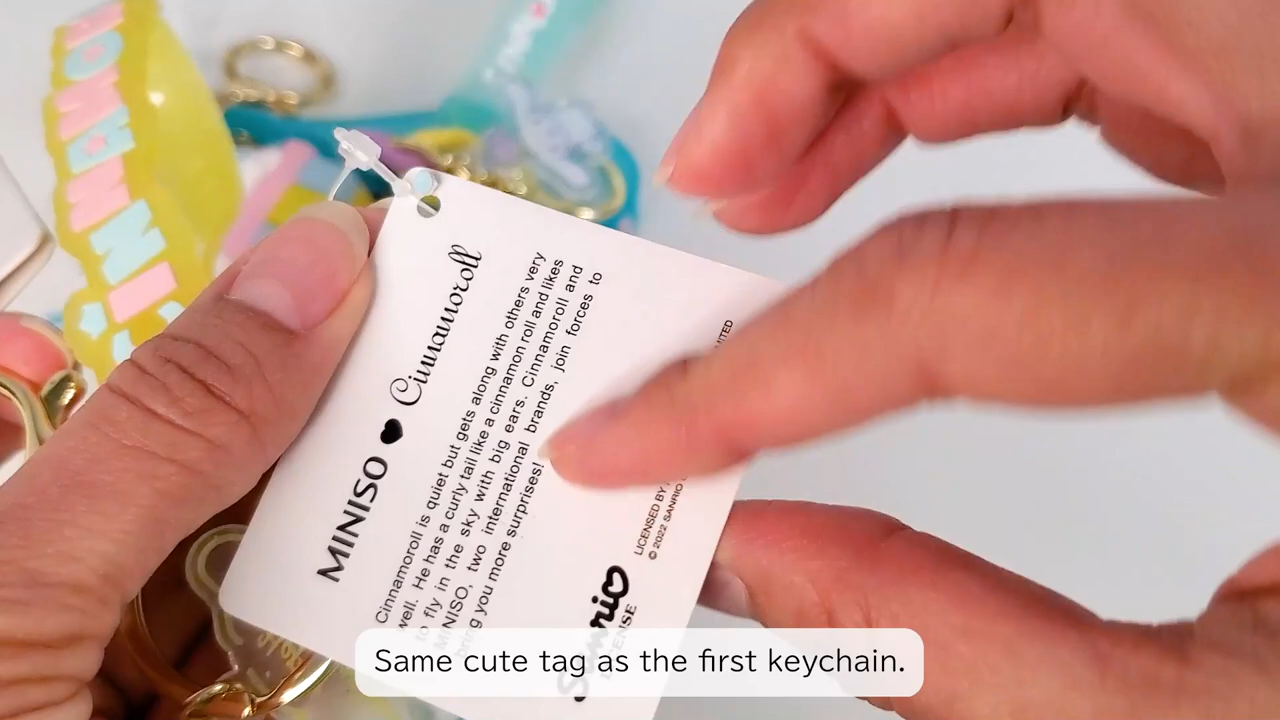 MINISO ♥ Cinnamoroll
Cinnamoroll is quiet but gets along with others very
well. He has a curly tail like a cinnamon roll and likes
to fly in the sky with big ears. Cinnamoroll and
MINISO, two international brands, join forces to
bring you more surprises!
Sanrio
LICENSE
LICENSED BY
© 2022 SANRIO
Same cute tag as the first keychain.